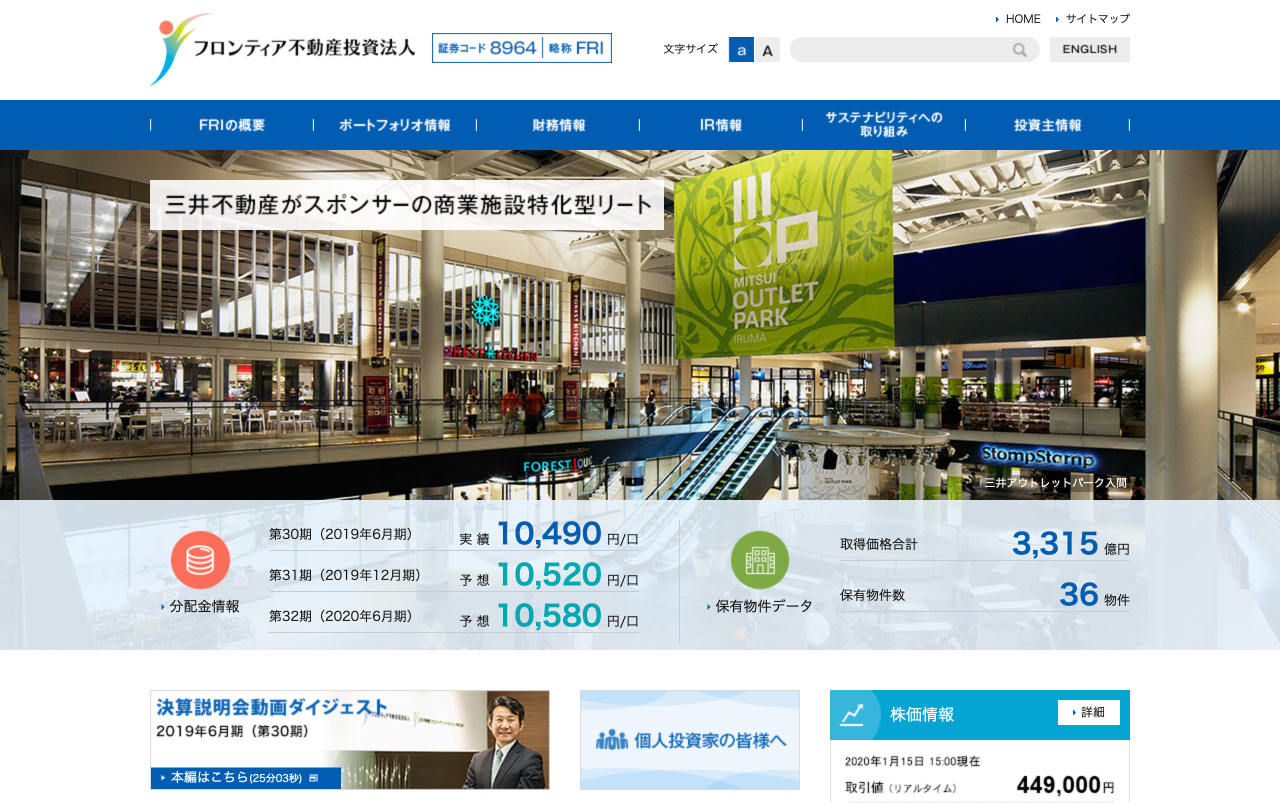 HOME
サイトマップ
フロンティア不動産投資法人
証券コード 8964 略称 FRI
文字サイズ
a
A
ENGLISH
FRIの概要
ポートフォリオ情報
財務情報
IR情報
サステナビリティへの
取り組み
投資主情報
三井不動産がスポンサーの商業施設特化型リート
MITSUI
OUTLET
PARK
IRUMA
FOREST KITCHEN
FOREST KITCHEN
FOREST KITCHEN
FOREST
StompStamp
三井アウトレットパーク入間
分配金情報
第30期（2019年6月期）
実 績 10,490 円/口
第31期（2019年12月期）
予 想 10,520 円/口
第32期（2020年6月期）
予 想 10,580 円/口
保有物件データ
取得価格合計
3,315 億円
保有物件数
36 物件
決算説明会動画ダイジェスト
2019年6月期（第30期）
本編はこちら(25分03秒)
個人投資家の皆様へ
株価情報
詳細
2020年1月15日 15:00現在
取引値（リアルタイム）
449,000円